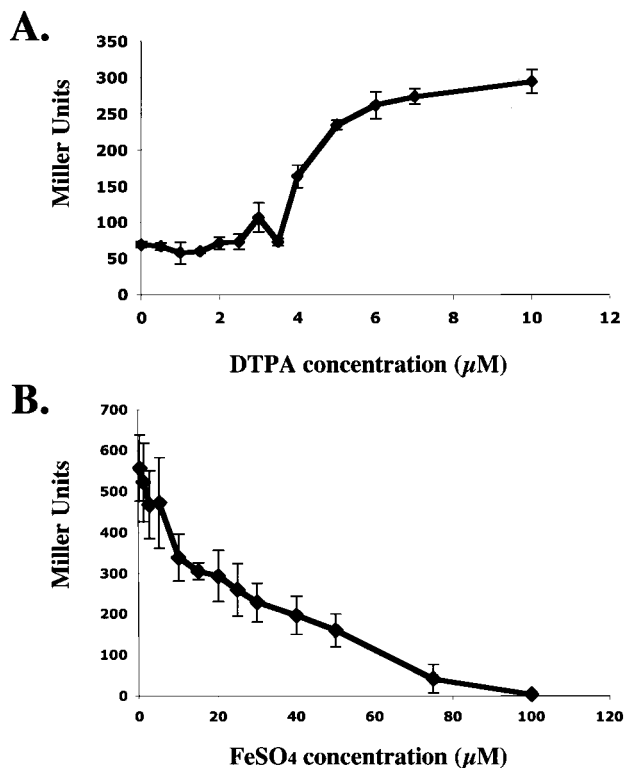 A.
Miller Units
350
300
250
200
150
100
50
0
0 2 4 6 8 10 12
DTPA concentration (µM)
B.
Miller Units
700
600
500
400
300
200
100
0
0 20 40 60 80 100 120
FeSO4 concentration (µM)